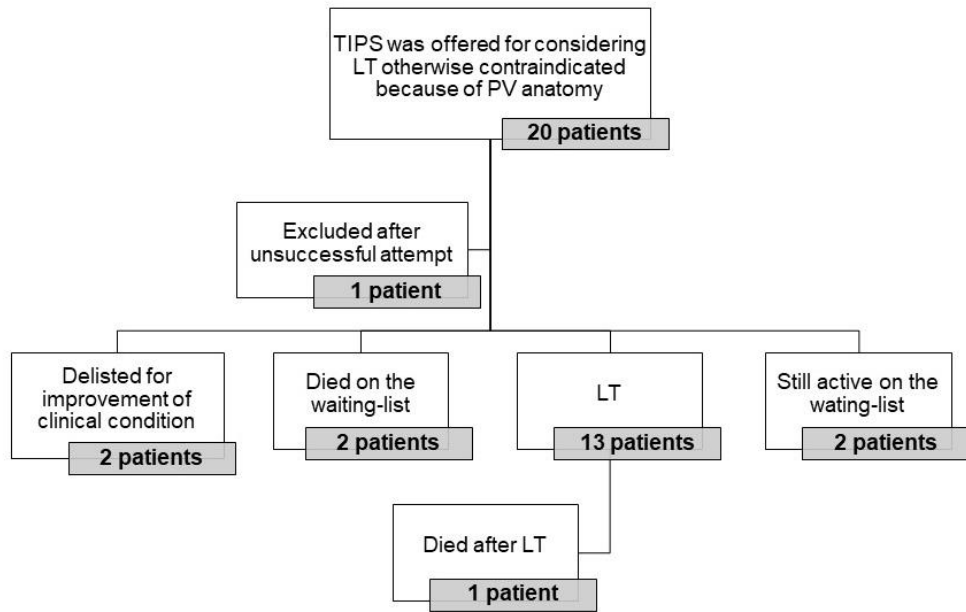 TIPS was offered for considering
LT otherwise contraindicated
because of PV anatomy
20 patients
Excluded after
unsuccessful attempt
1 patient
Delisted for
improvement of
clinical condition
2 patients
Died on the
waiting-list
2 patients
LT
13 patients
Still active on the
wating-list
2 patients
Died after LT
1 patient